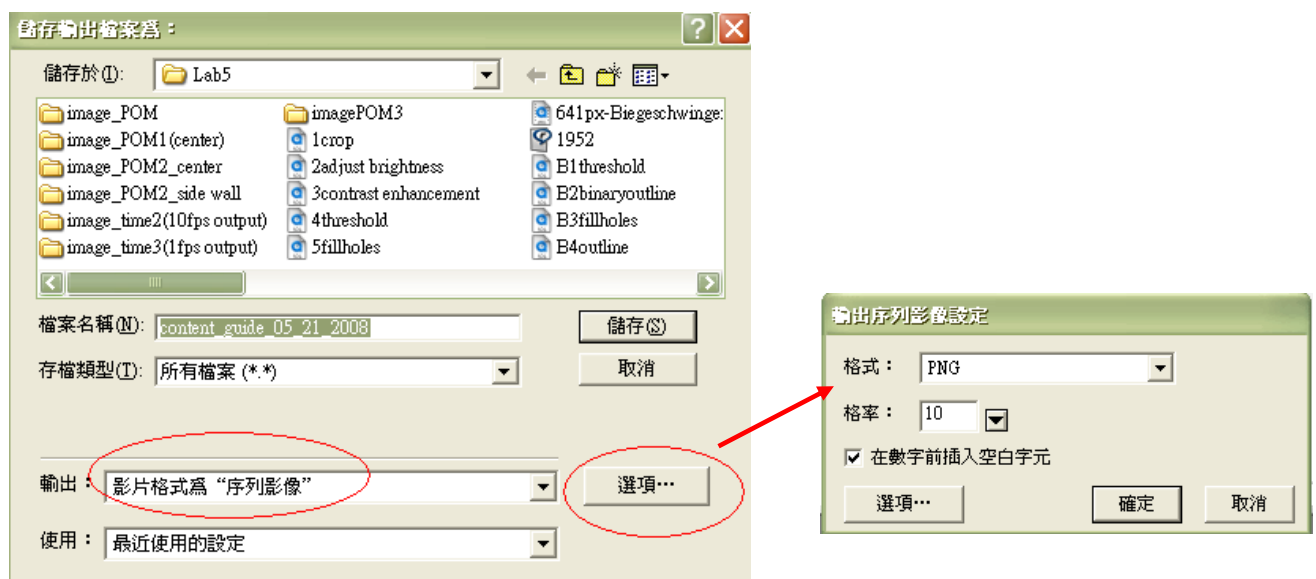 儲存輸出檔案爲：
儲存於(I): Lab5
image_POM
image_POM1(center)
image_POM2_center
image_POM2_side wall
image_time2(10fps output)
image_time3(1fps output)
imagePOM3
1crop
2adjust brightness
3contrast enhancement
4threshold
5fillholes
641px-Biegeschwinge:
1952
B1threshold
B2binaryoutline
B3fillholes
B4outline
檔案名稱(N): content_guide_05_21_2008 儲存(S)
存檔類型(T): 所有檔案 (*.*) 取消
輸出： 影片格式爲“序列影像” 選項…
使用： 最近使用的設定
輸出序列影像設定
格式： PNG
格率： 10
在數字前插入空白字元
選項… 確定 取消